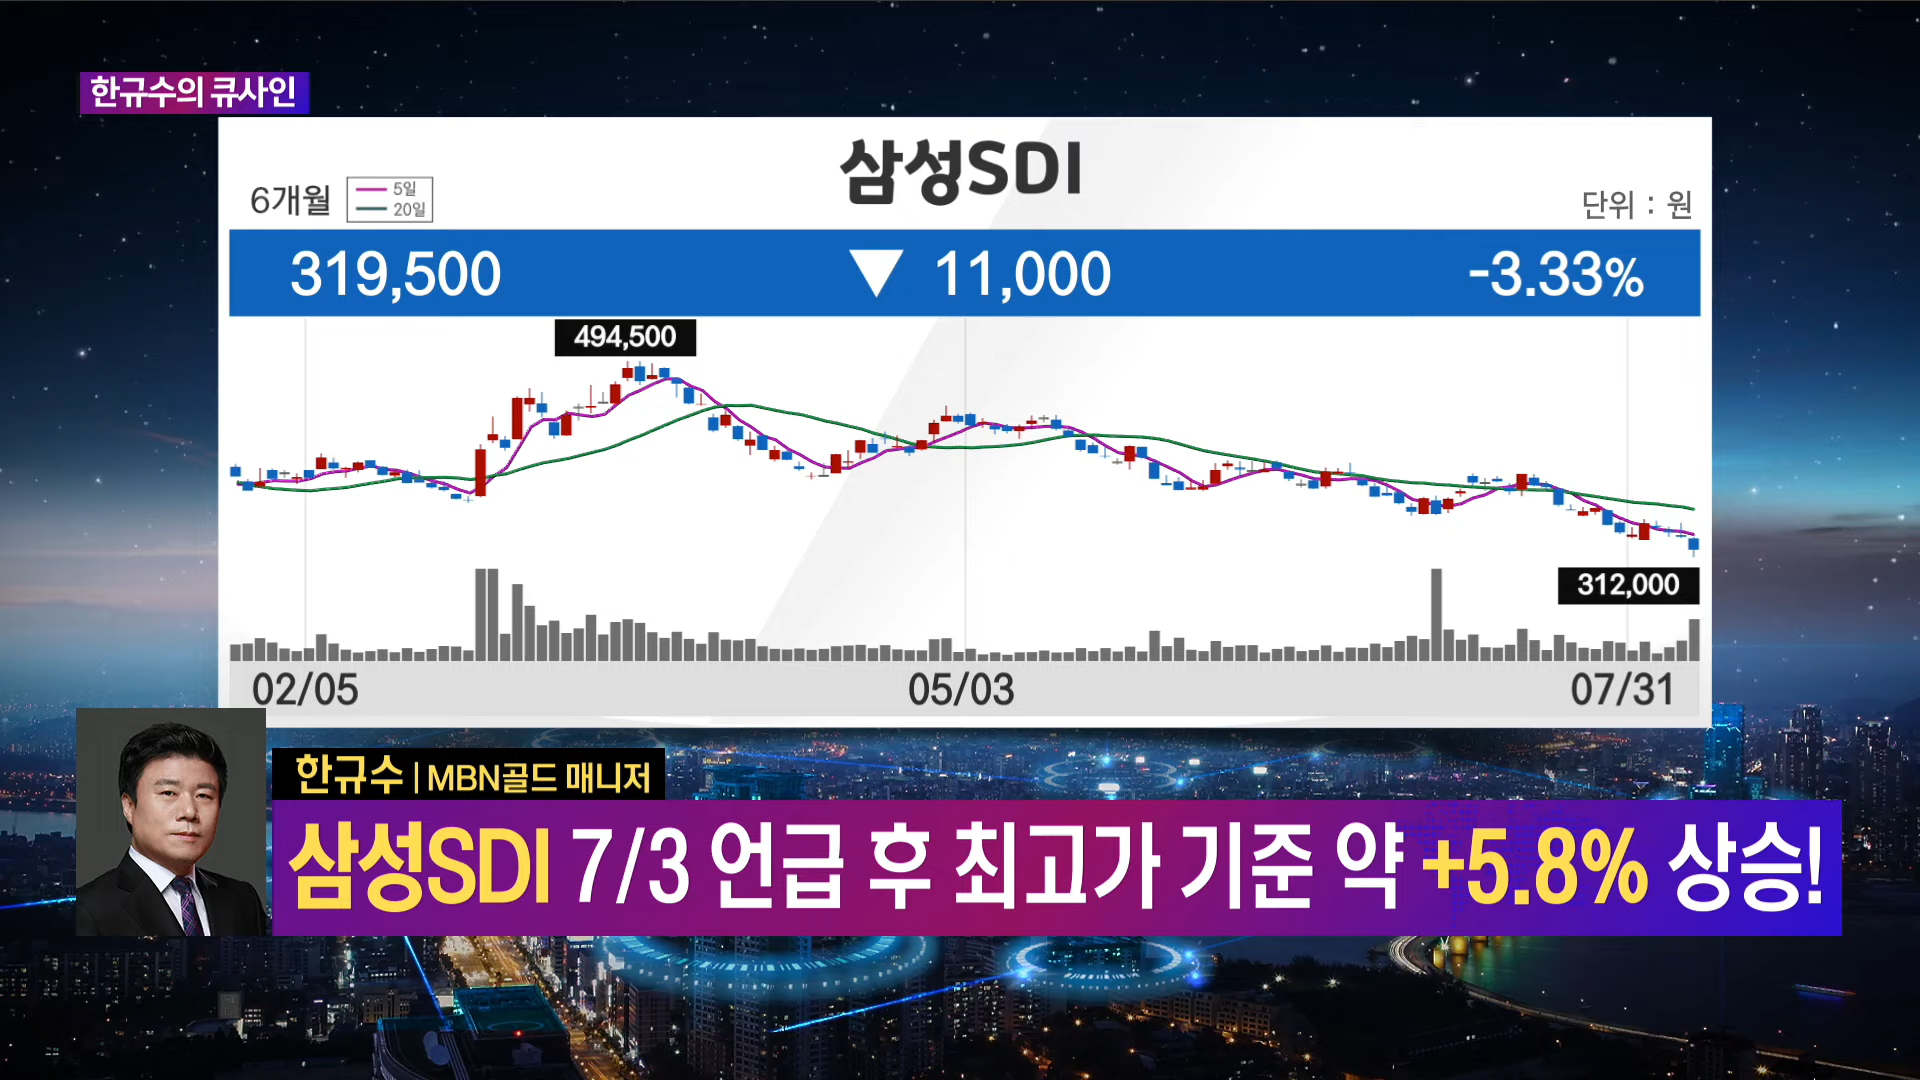 한규수의 큐사인
삼성SDI
6개월
5일
20일
단위 : 원
319,500 ▼ 11,000 -3.33%
494,500
312,000
02/05 05/03 07/31
한규수 | MBN골드 매니저
삼성SDI 7/3 언급 후 최고가 기준 약 +5.8% 상승!